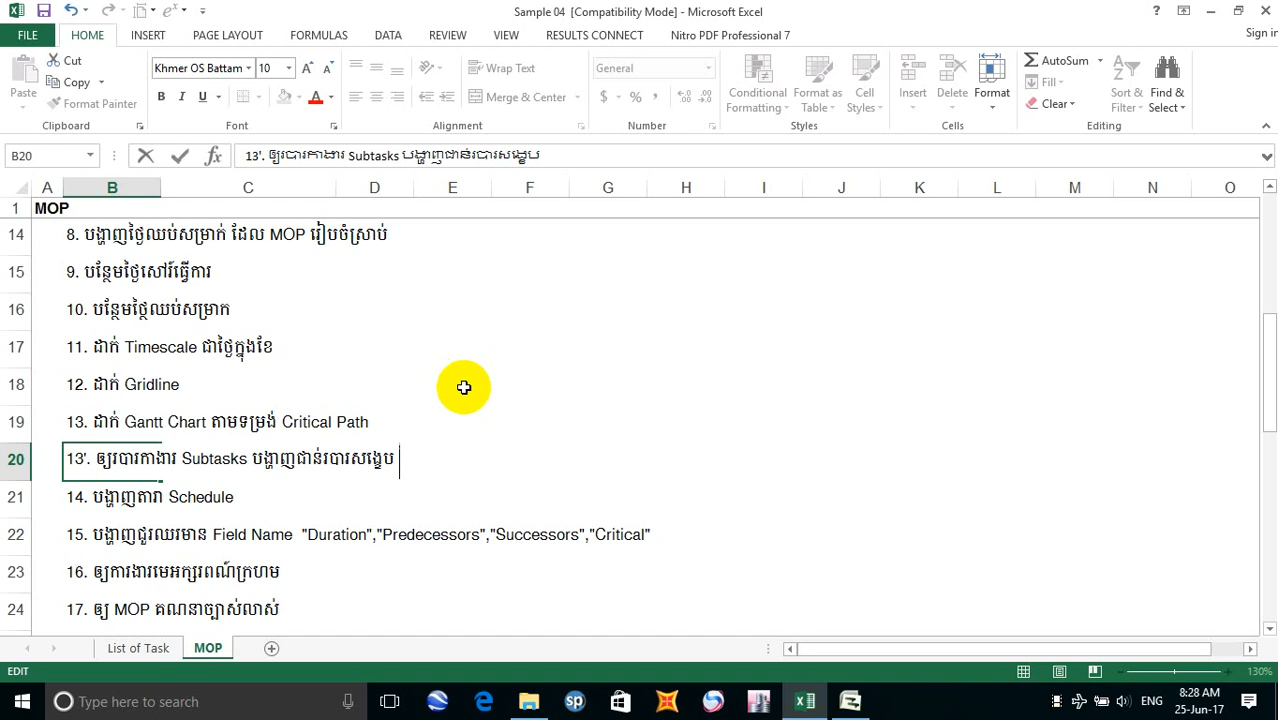 Sample 04 [Compatibility Mode] - Microsoft Excel
Sign in
FILE HOME INSERT PAGE LAYOUT FORMULAS DATA REVIEW VIEW RESULTS CONNECT Nitro PDF Professional 7
Paste Cut Copy Format Painter
Khmer OS Battam 10
B I U
Wrap Text
Merge & Center
General
$ % ,
Conditional Formatting Format as Table Cell Styles
Insert Delete Format
AutoSum Fill Clear
Sort & Filter Find & Select
Clipboard Font Alignment Number Styles Cells Editing
B20 13'. ឲ្យរបារកាងារ Subtasks បង្ហាញជាន់របារសង្ខេប
A B C D E F G H I J K L M N O
1 MOP
14 8. បង្ហាញថ្ងៃឈប់សម្រាក់ ដែល MOP រៀបចំស្រាប់
15 9. បន្ថែមថ្ងៃសៅរ៍ធ្វើការ
16 10. បន្ថែមថ្ងៃឈប់សម្រាក
17 11. ដាក់ Timescale ជាថ្ងៃក្នុងខែ
18 12. ដាក់ Gridline
19 13. ដាក់ Gantt Chart តាមទម្រង់ Critical Path
20 13'. ឲ្យរបារកាងារ Subtasks បង្ហាញជាន់របារសង្ខេប
21 14. បង្ហាញតារា Schedule
22 15. បង្ហាញជួរឈរមាន Field Name "Duration","Predecessors","Successors","Critical"
23 16. ឲ្យការងារមេអក្សរពណ៍ក្រហម
24 17. ឲ្យ MOP គណនាច្បាស់លាស់
List of Task MOP
EDIT 130%
Type here to search
ENG
8:28 AM
25-Jun-17